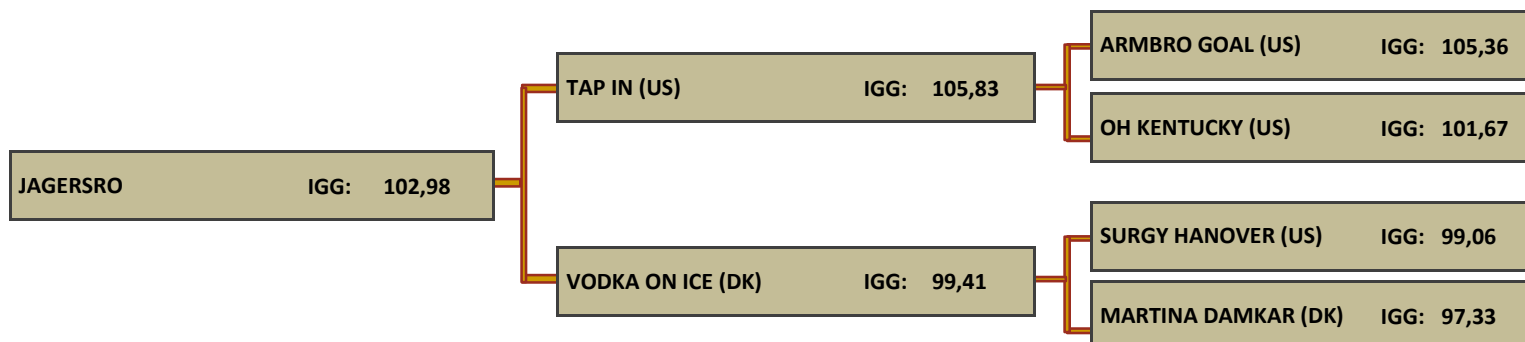 ARMBRO GOAL (US) IGG: 105,36
TAP IN (US) IGG: 105,83
OH KENTUCKY (US) IGG: 101,67
JAGERSRO IGG: 102,98
SURGY HANOVER (US) IGG: 99,06
VODKA ON ICE (DK) IGG: 99,41
MARTINA DAMKAR (DK) IGG: 97,33